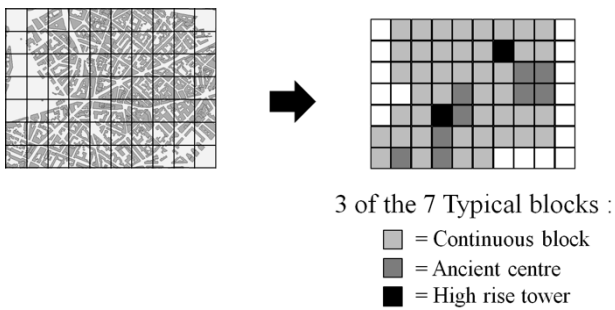 3 of the 7 Typical blocks :
= Continuous block
= Ancient centre
= High rise tower